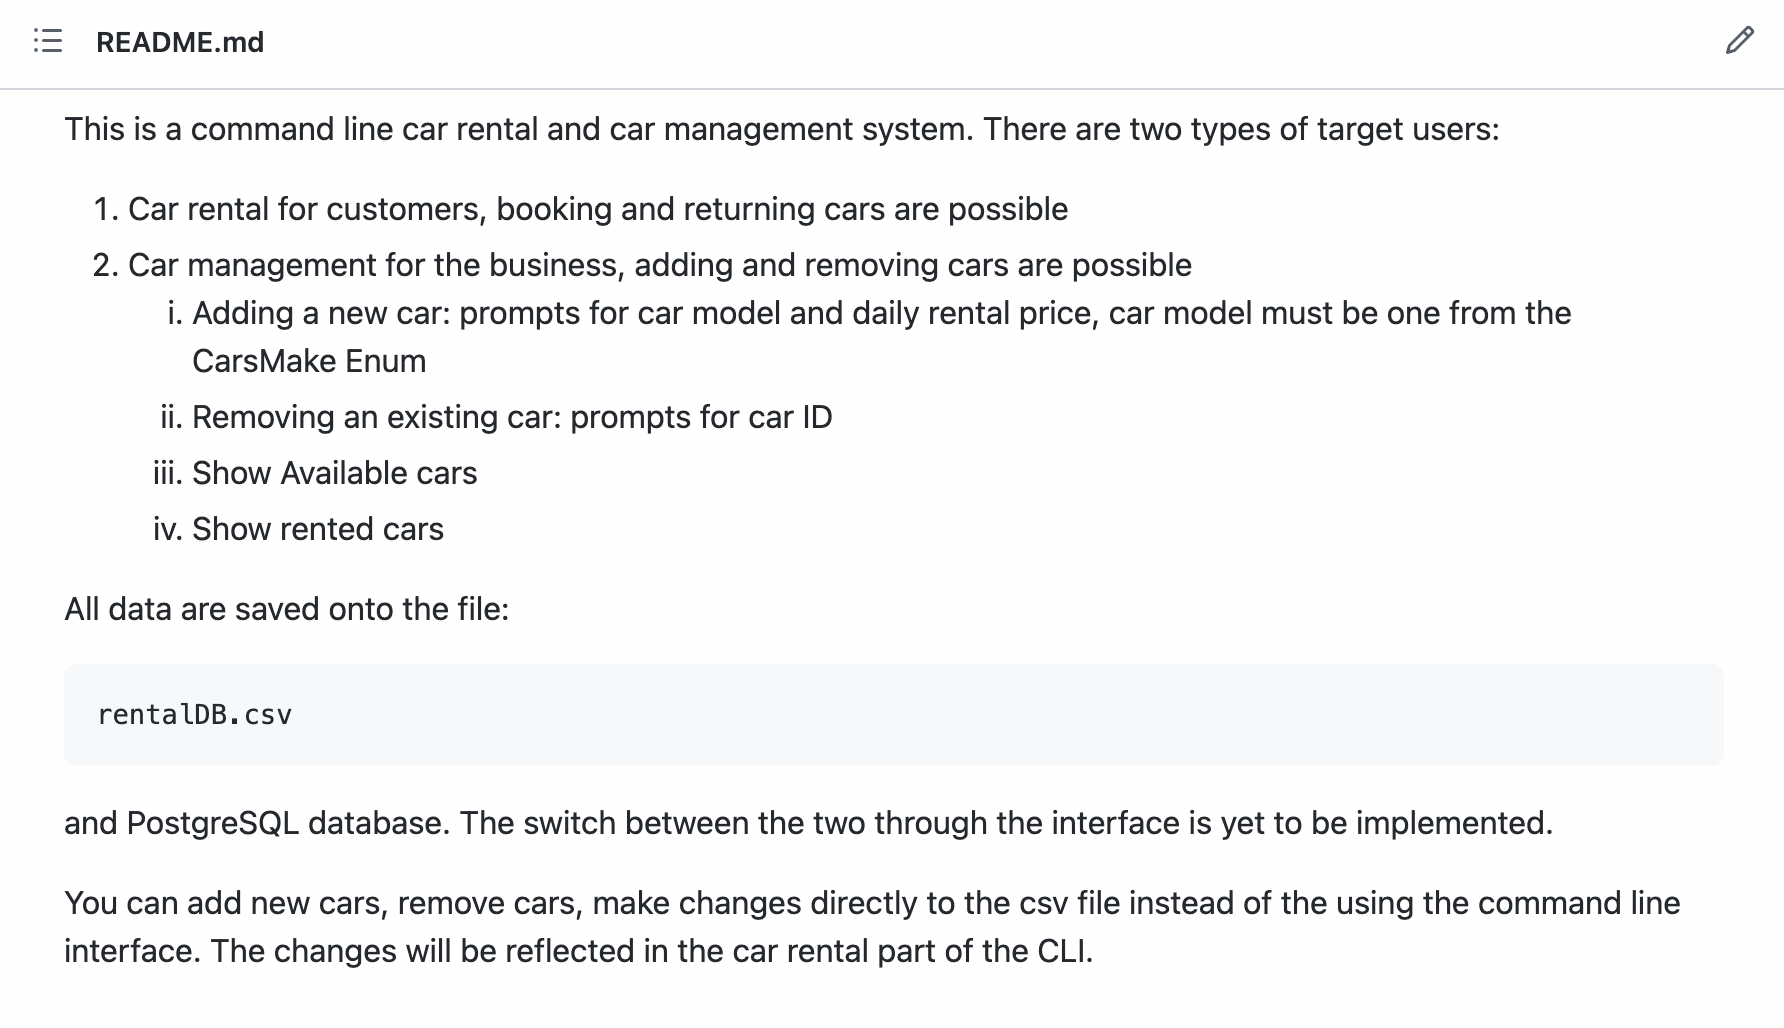 README.md
This is a command line car rental and car management system. There are two types of target users:
1. Car rental for customers, booking and returning cars are possible
2. Car management for the business, adding and removing cars are possible
i. Adding a new car: prompts for car model and daily rental price, car model must be one from the
CarsMake Enum
ii. Removing an existing car: prompts for car ID
iii. Show Available cars
iv. Show rented cars
All data are saved onto the file:
rentalDB.csv
and PostgreSQL database. The switch between the two through the interface is yet to be implemented.
You can add new cars, remove cars, make changes directly to the csv file instead of the using the command line
interface. The changes will be reflected in the car rental part of the CLI.